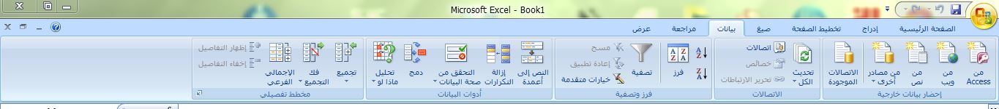 Microsoft Excel - Book1
الصفحة الرئيسية إدراج تخطيط الصفحة صيغ بيانات مراجعة عرض
من Access
من ويب
من نص
من مصادر أخرى
الاتصالات الموجودة
إحضار بيانات خارجية
تحديث الكل
اتصالات
خصائص
تحرير الارتباطات
الاتصالات
فرز
تصفية
مسح
إعادة تطبيق
خيارات متقدمة
فرز وتصفية
النص إلى أعمدة
إزالة التكرارات
التحقق من صحة البيانات
دمج
تحليل ماذا لو
أدوات البيانات
تجميع
فك التجميع
الإجمالي الفرعي
إظهار التفاصيل
إخفاء التفاصيل
مخطط تفصيلي